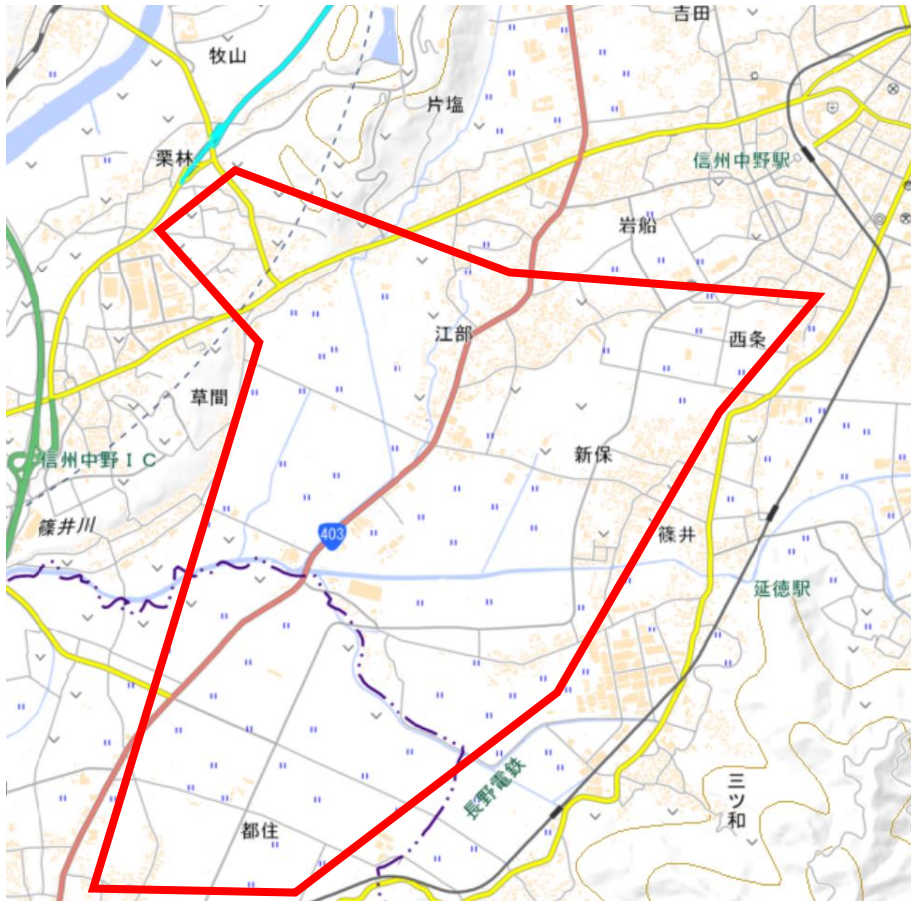 吉田
牧山
片塩
栗林
信州中野駅
岩船
江部
西条
草間
新保
信州中野IC
篠井川
403
篠井
延徳駅
長野電鉄
三ツ和
都住